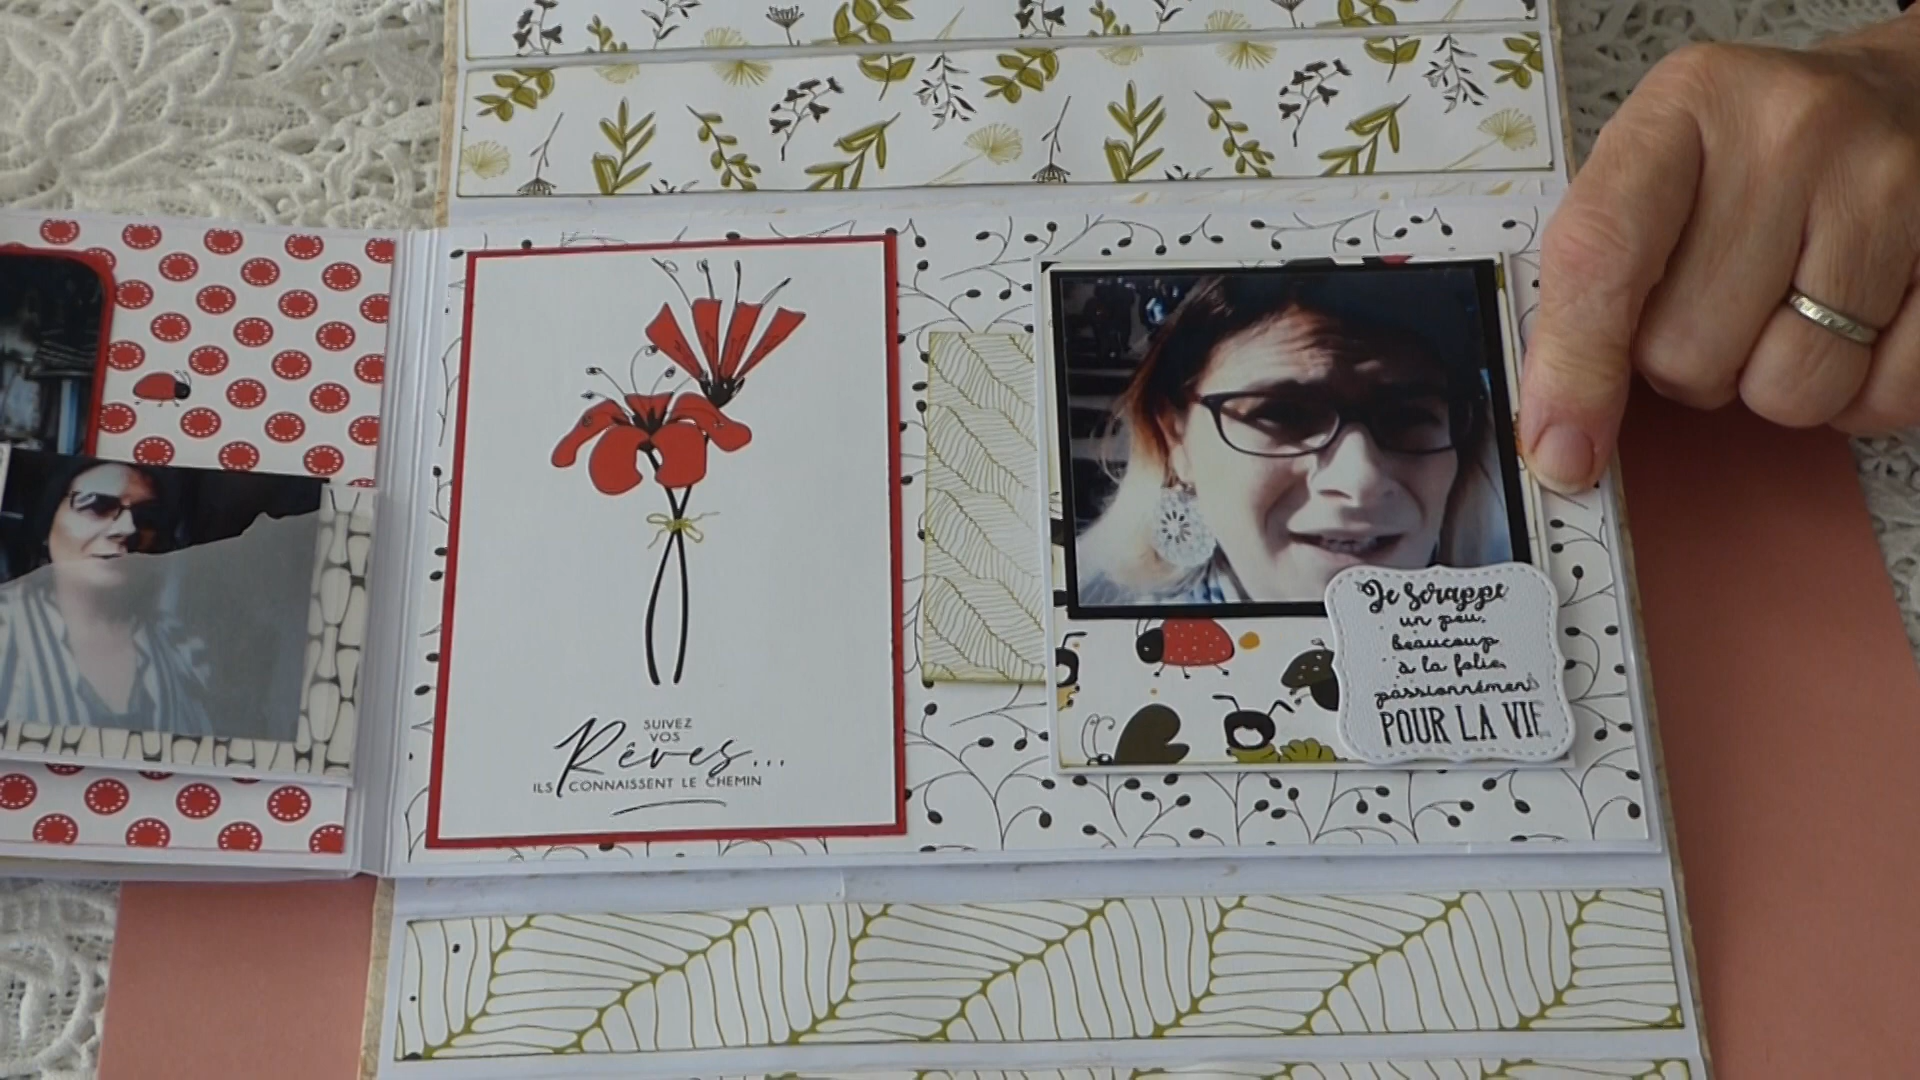 SUIVEZ
VOS
Rêves...
ILS CONNAISSENT LE CHEMIN
Je Scrappe
un peu,
beaucoup
à la folie,
passionnément
POUR LA VIE